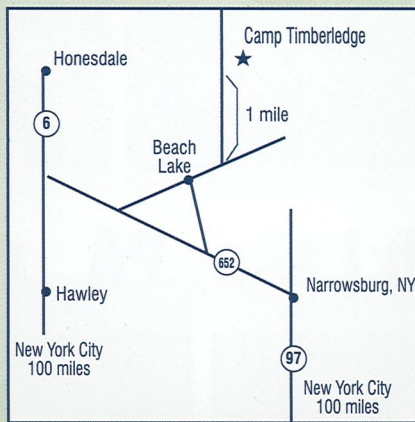 Camp Timberledge
Honesdale
6
1 mile
Beach
Lake
652
Hawley
Narrowsburg, NY
New York City
100 miles
97
New York City
100 miles